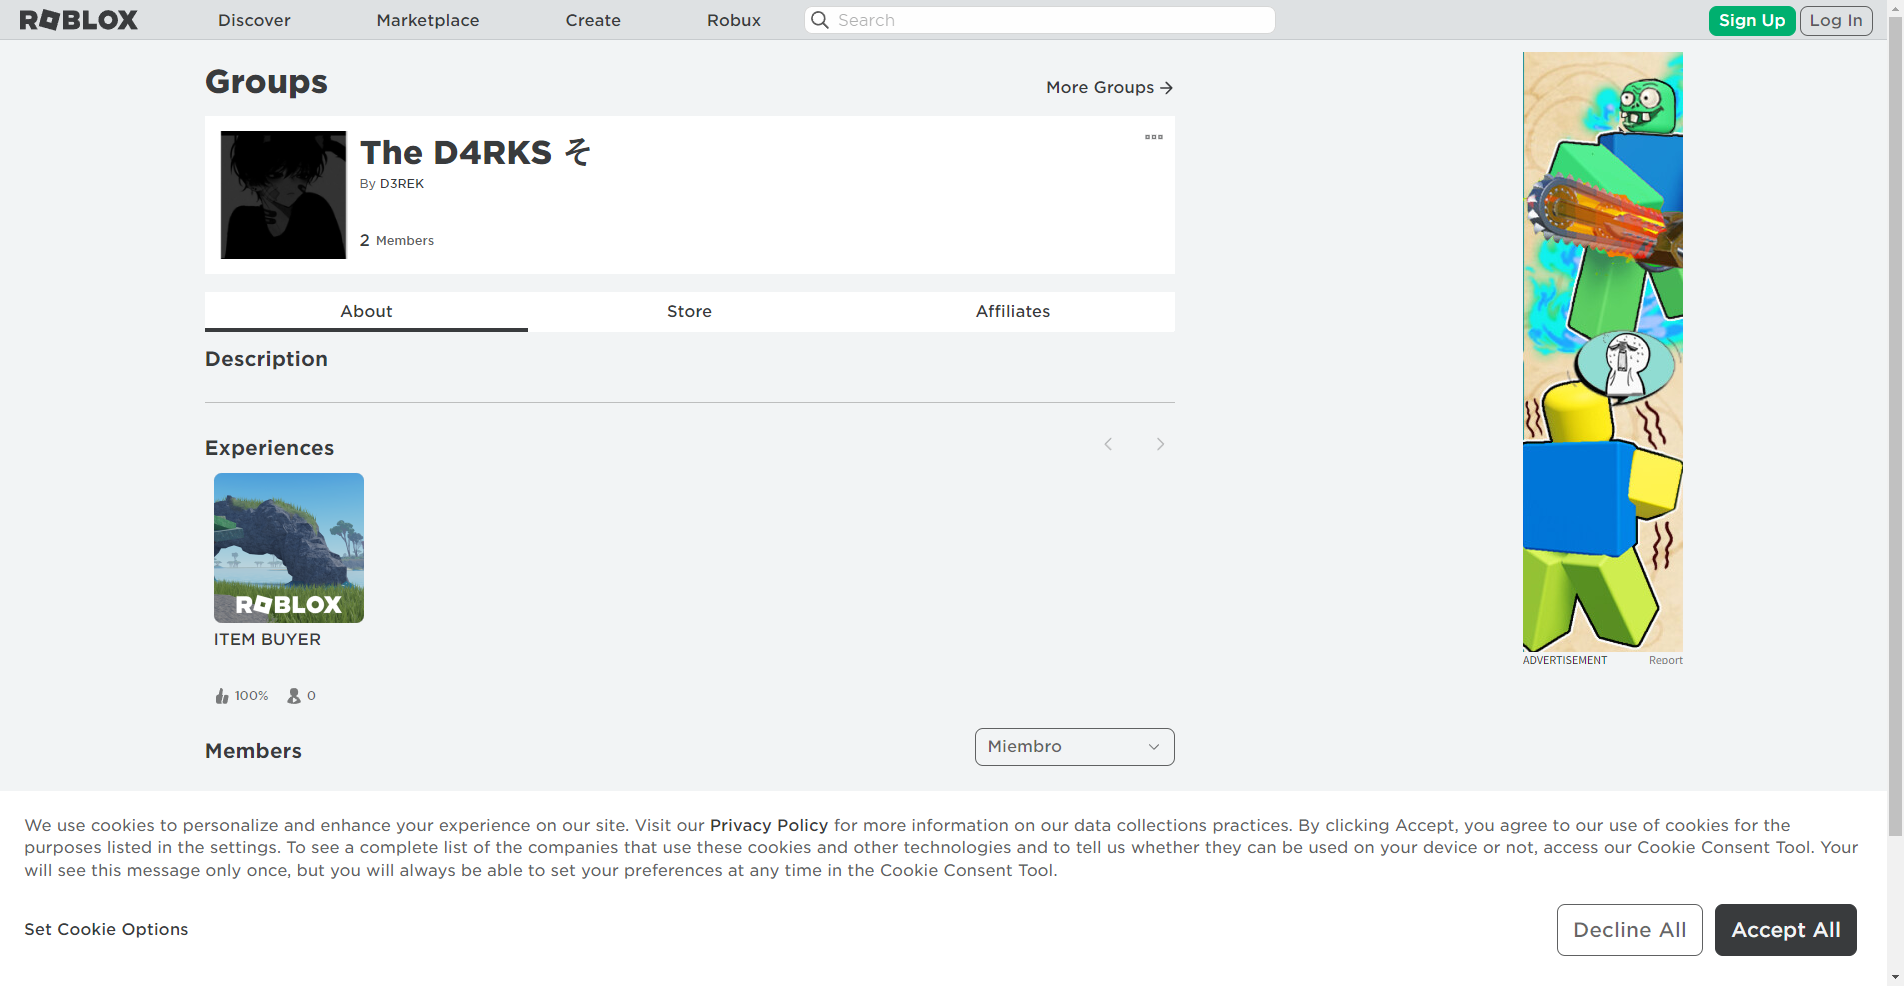 ROBLOX
Discover
Marketplace
Create
Robux
Search
Sign Up
Log In
Groups
More Groups
The D4RKS そ
By D3REK
2 Members
About
Store
Affiliates
Description
Experiences
ROBLOX
ITEM BUYER
100%
0
Members
Miembro
ADVERTISEMENT
Report
We use cookies to personalize and enhance your experience on our site. Visit our Privacy Policy for more information on our data collections practices. By clicking Accept, you agree to our use of cookies for the
purposes listed in the settings. To see a complete list of the companies that use these cookies and other technologies and to tell us whether they can be used on your device or not, access our Cookie Consent Tool. Your
will see this message only once, but you will always be able to set your preferences at any time in the Cookie Consent Tool.
Set Cookie Options
Decline All
Accept All